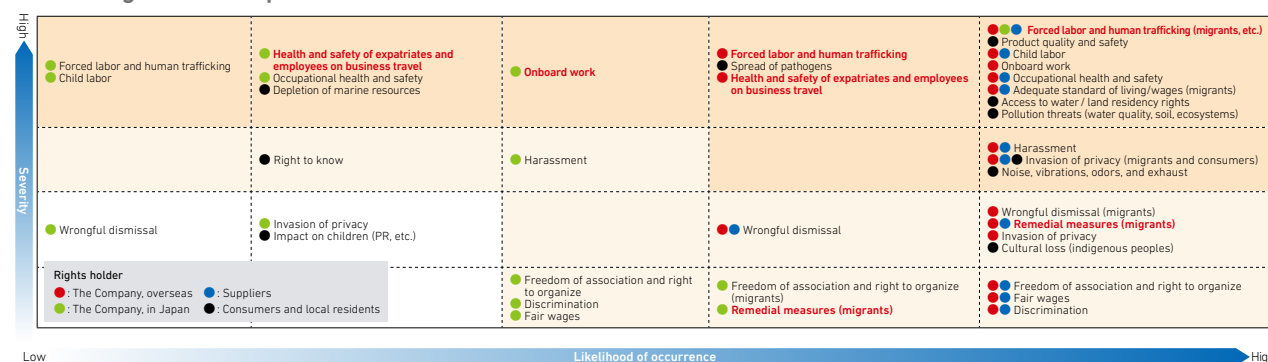 High
Severity
Forced labor and human trafficking
Child labor
Health and safety of expatriates and
employees on business travel
Occupational health and safety
Depletion of marine resources
Onboard work
Forced labor and human trafficking
Spread of pathogens
Health and safety of expatriates and employees
on business travel
Forced labor and human trafficking (migrants, etc.)
Product quality and safety
Child labor
Onboard work
Occupational health and safety
Adequate standard of living/wages (migrants)
Access to water / land residency rights
Pollution threats (water quality, soil, ecosystems)
Right to know
Harassment
Harassment
Invasion of privacy (migrants and consumers)
Noise, vibrations, odors, and exhaust
Wrongful dismissal
Invasion of privacy
Impact on children (PR, etc.)
Wrongful dismissal
Wrongful dismissal (migrants)
Remedial measures (migrants)
Invasion of privacy
Cultural loss (indigenous peoples)
Rights holder
: The Company, overseas : Suppliers
: The Company, in Japan : Consumers and local residents
Freedom of association and right
to organize
Discrimination
Fair wages
Freedom of association and right to organize
(migrants)
Remedial measures (migrants)
Freedom of association and right to organize
Fair wages
Discrimination
Low
Likelihood of occurrence